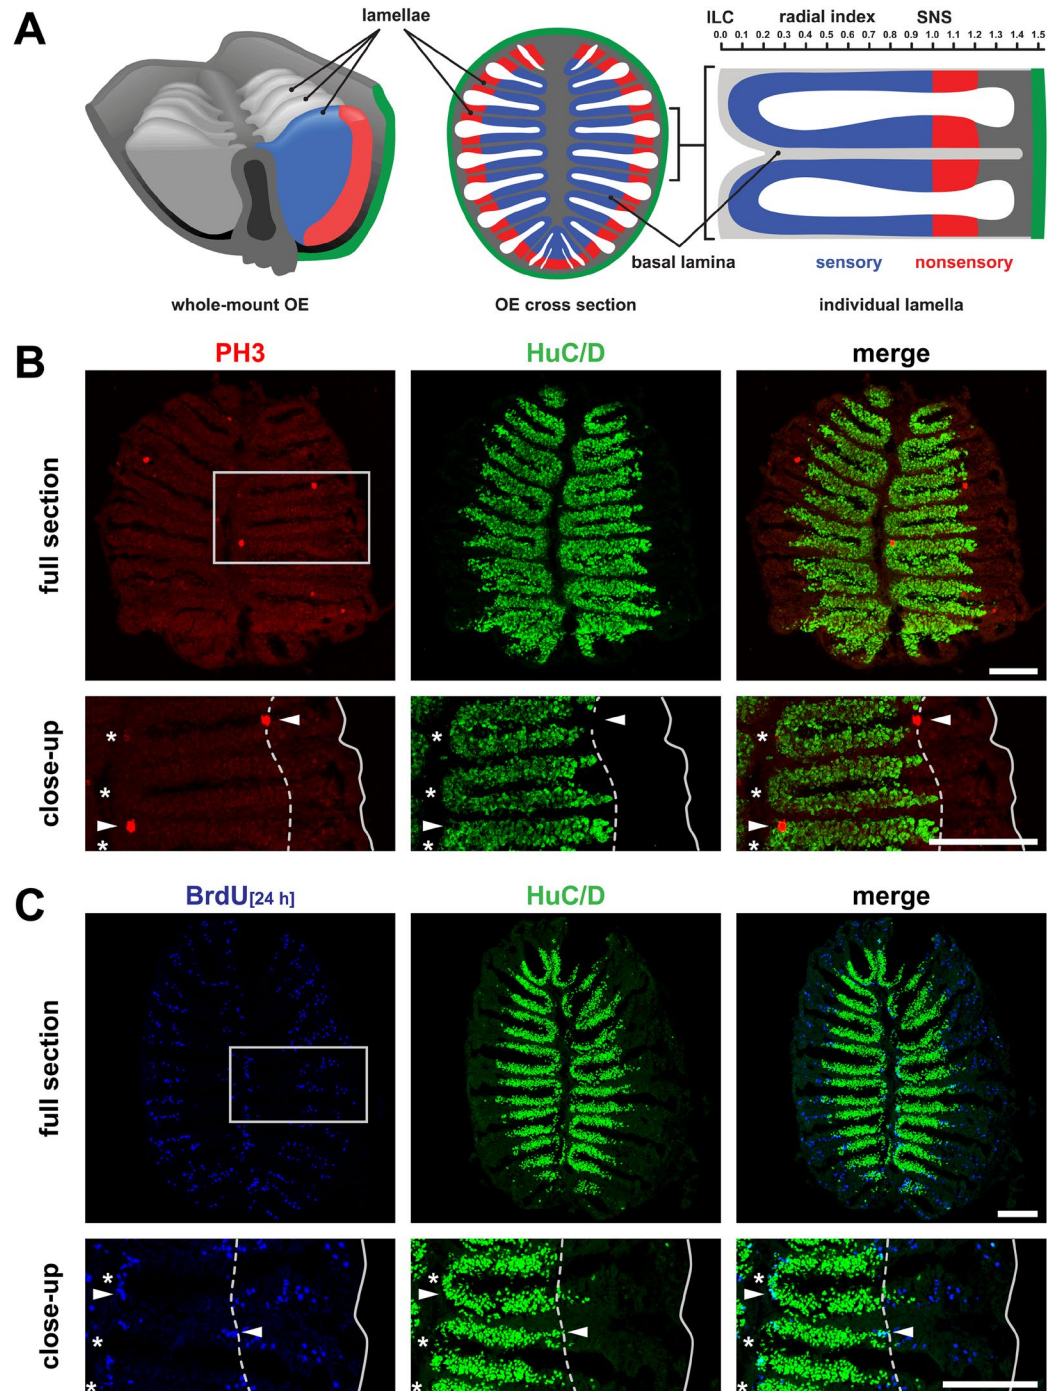 A
lamellae
ILC radial index SNS
0.0 0.1 0.2 0.3 0.4 0.5 0.6 0.7 0.8 0.9 1.0 1.1 1.2 1.3 1.4 1.5
basal lamina
sensory nonsensory
whole-mount OE
OE cross section
individual lamella
B
PH3 HuC/D merge
full section
close-up
*
*
*
*
*
*
*
*
*
C
BrdU[24 h] HuC/D merge
full section
close-up
*
*
*
*
*
*
*
*
*